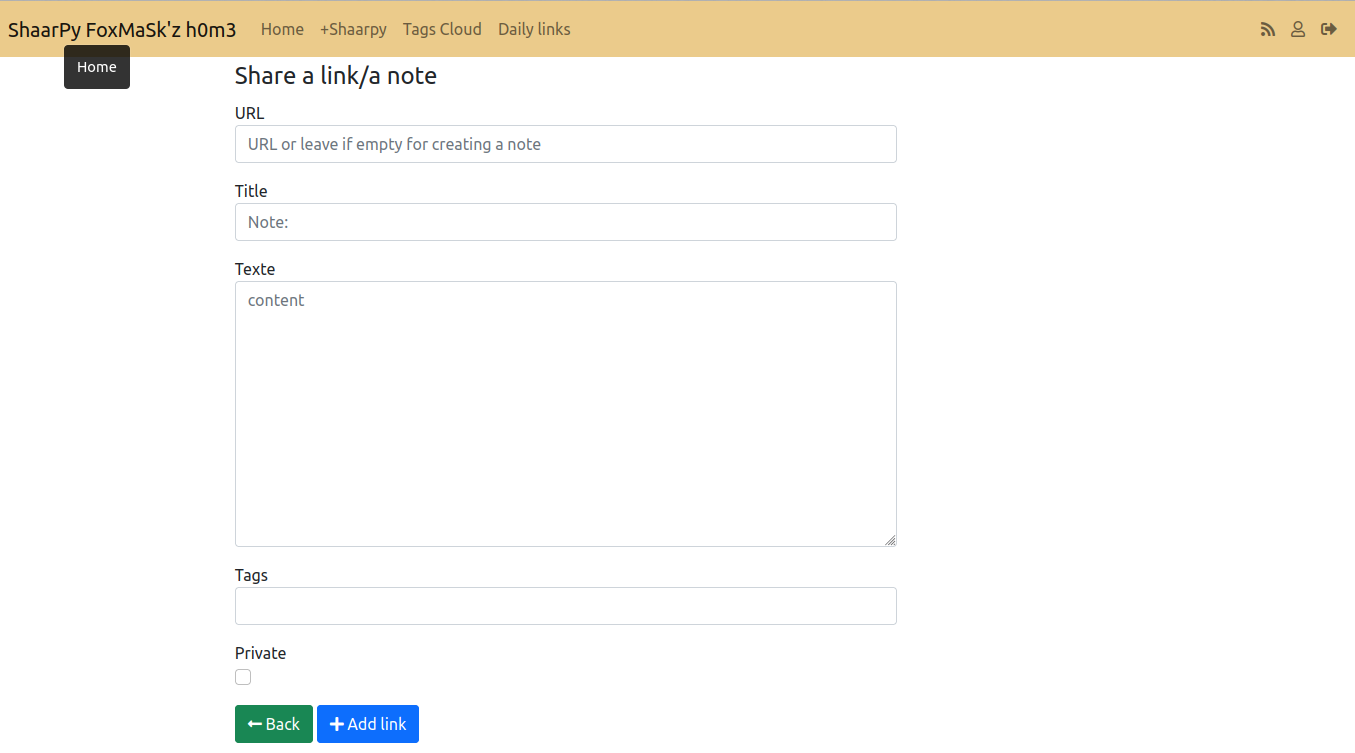 ShaarPy FoxMaSk'z h0m3 Home +Shaarpy Tags Cloud Daily links
Home
Share a link/a note
URL
URL or leave if empty for creating a note
Title
Note:
Texte
content
Tags
Private
Back Add link